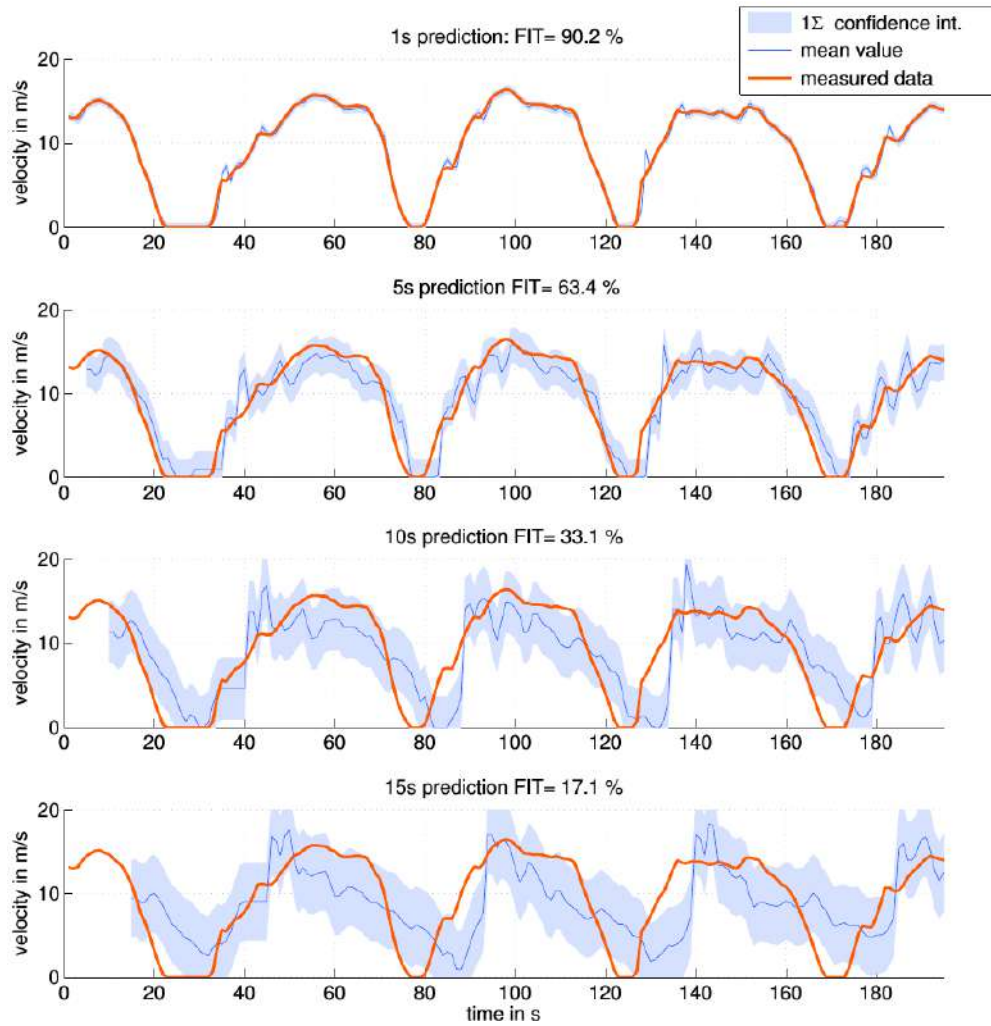 1Σ confidence int.
mean value
measured data
1s prediction: FIT= 90.2 %
velocity in m/s
20
10
0
0 20 40 60 80 100 120 140 160 180
5s prediction FIT= 63.4 %
velocity in m/s
20
10
0
0 20 40 60 80 100 120 140 160 180
10s prediction FIT= 33.1 %
velocity in m/s
20
10
0
0 20 40 60 80 100 120 140 160 180
15s prediction FIT= 17.1 %
velocity in m/s
20
10
0
0 20 40 60 80 100 120 140 160 180
time in s